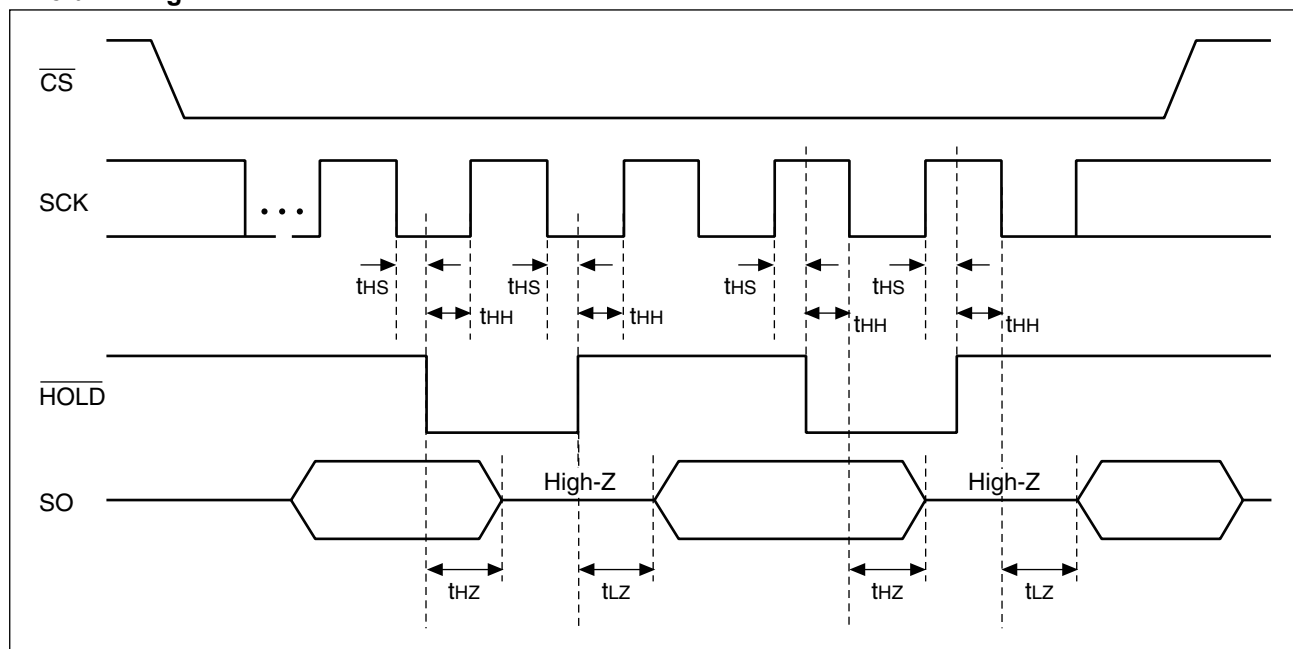 CS
SCK
• • •
tHS
tHS
tHS
tHS
tHH
tHH
tHH
tHH
HOLD
High-Z
High-Z
SO
tHZ
tLZ
tHZ
tLZ